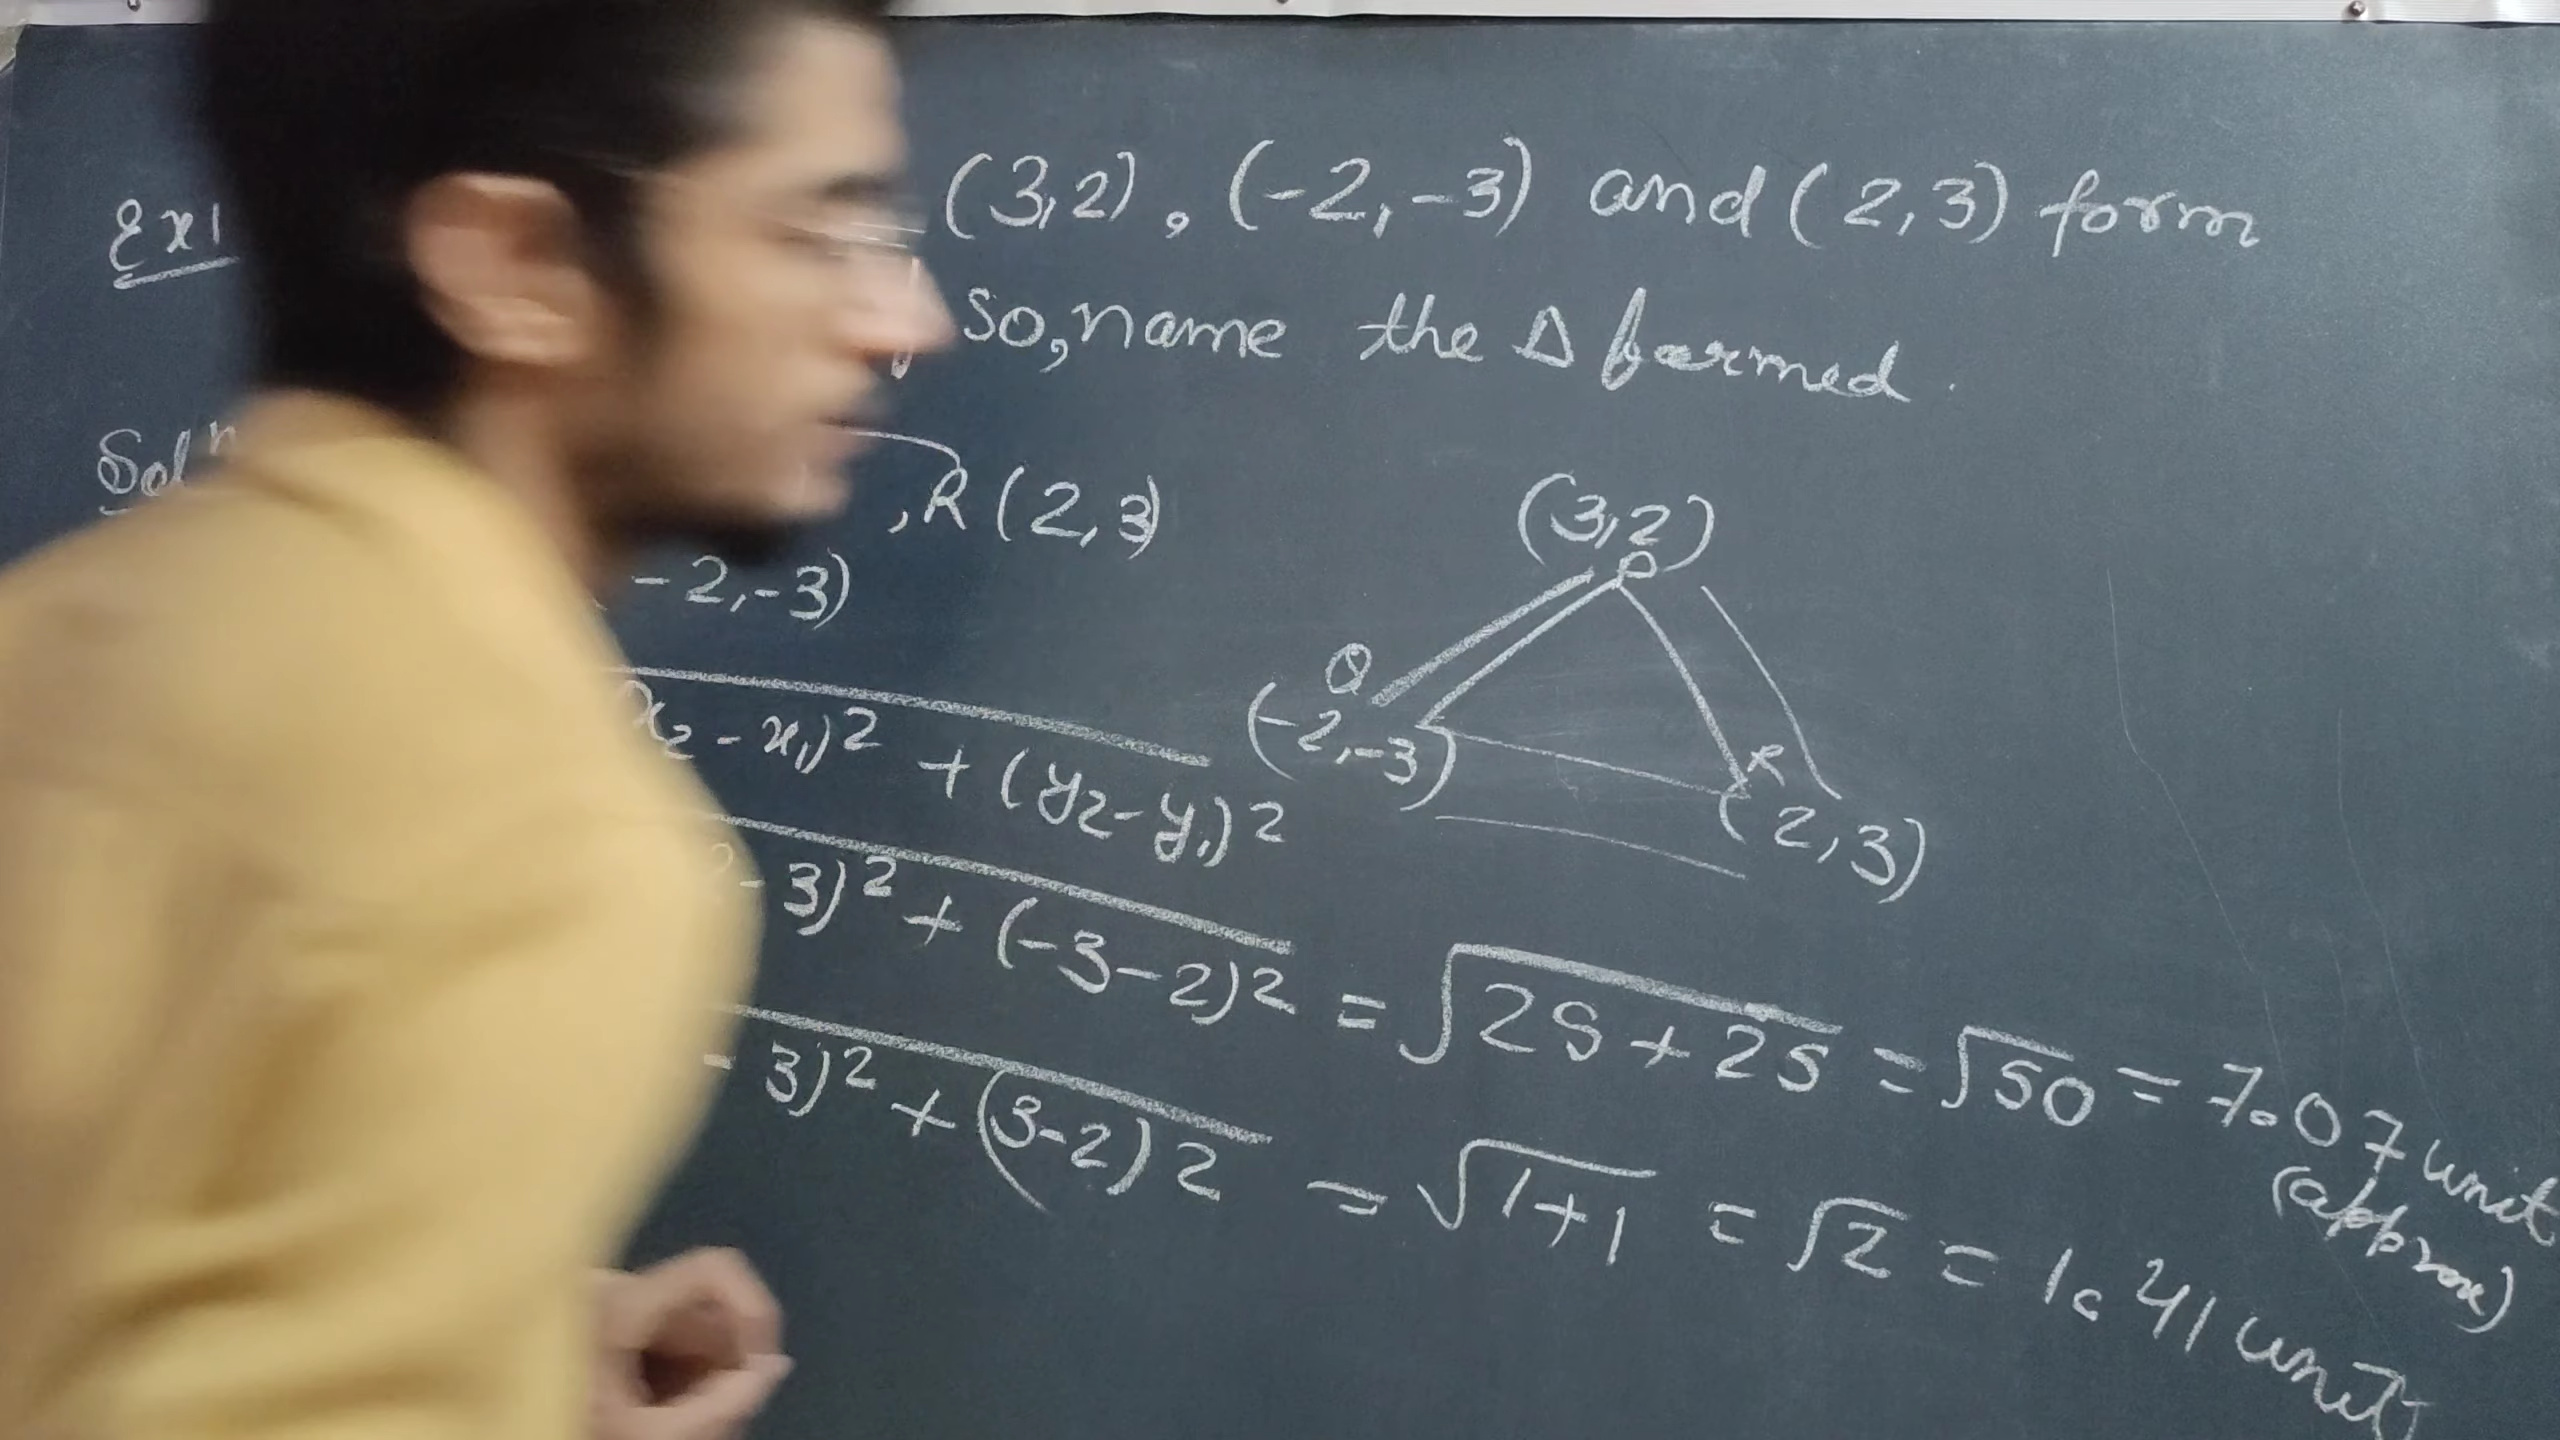 Ex1 (3,2), (-2,-3) and (2,3) form
so, name the Δ formed.
Solⁿ , R (2,3)
-2,-3)
(3,2)
P
Q
(-2,-3)
R
(2,3)
x₂ - x₁)² + (y₂ - y₁)²
- 3)² + (-3-2)² = √25 + 25 = √50 = 7.07 unit
(approx)
- 3)² + (3-2)² = √1+1 = √2 = 1.41 unit